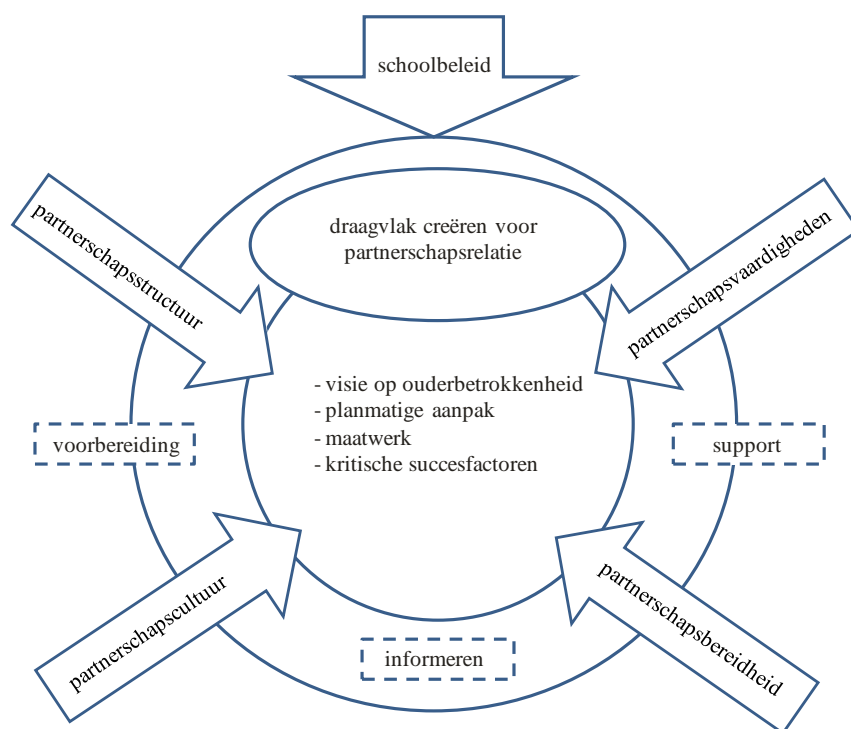 schoolbeleid
draagvlak creëren voor
partnerschapsrelatie
partnerschapsstructuur
partnerschapsvaardigheden
- visie op ouderbetrokkenheid
- planmatige aanpak
- maatwerk
- kritische succesfactoren
voorbereiding
support
partnerschapscultuur
partnerschapsbereidheid
informeren